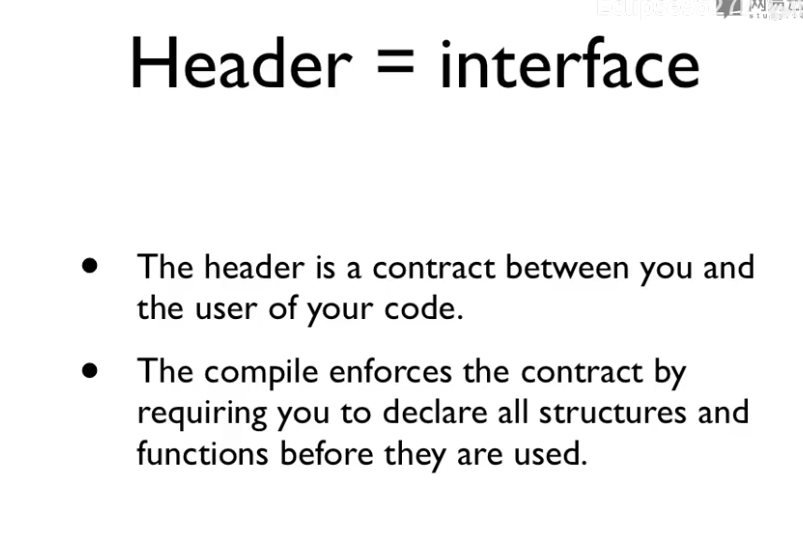 Header = interface
• The header is a contract between you and
the user of your code.
• The compile enforces the contract by
requiring you to declare all structures and
functions before they are used.